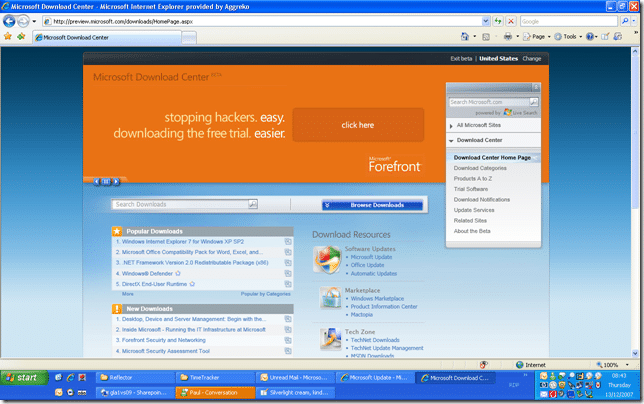 Microsoft Download Center - Microsoft Internet Explorer provided by Aggreko
http://preview.microsoft.com/downloads/HomePage.aspx
Google
Microsoft Download Center
Page
Tools
Exit beta | United States Change
Microsoft Download Center BETA
stopping hackers. easy.
downloading the free trial. easier.
click here
Microsoft
Forefront
Search Microsoft.com
powered by Live Search
All Microsoft Sites
Download Center
Download Center Home Page
Download Categories
Products A to Z
Trial Software
Download Notifications
Update Services
Related Sites
About the Beta
Search Downloads
Browse Downloads
Popular Downloads
1. Windows Internet Explorer 7 for Windows XP SP2
2. Microsoft Office Compatibility Pack for Word, Excel, and...
3. .NET Framework Version 2.0 Redistributable Package (x86)
4. Windows® Defender
5. DirectX End-User Runtime
More
Popular by Categories
New Downloads
1. Desktop, Device and Server Management: Begin with the...
2. Inside Microsoft - Running the IT Infrastructure at Microsoft
3. Forefront Security and Networking
4. Microsoft Security Assessment Tool
Download Resources
Software Updates
Microsoft Update
Office Update
Automatic Updates
Marketplace
Windows Marketplace
Product Information Center
Mactopia
Tech Zone
TechNet Downloads
TechNet Update Management
MSDN Downloads
Internet
100%
start
Reflector
TimeTracker
Unread Mail - Microso...
Microsoft Update - Mi...
Microsoft Download C...
gla1vs09 - Sharepoin...
Paul - Conversation
Silverlight cream, kind...
RDP
08:43
Thursday
13/12/2007